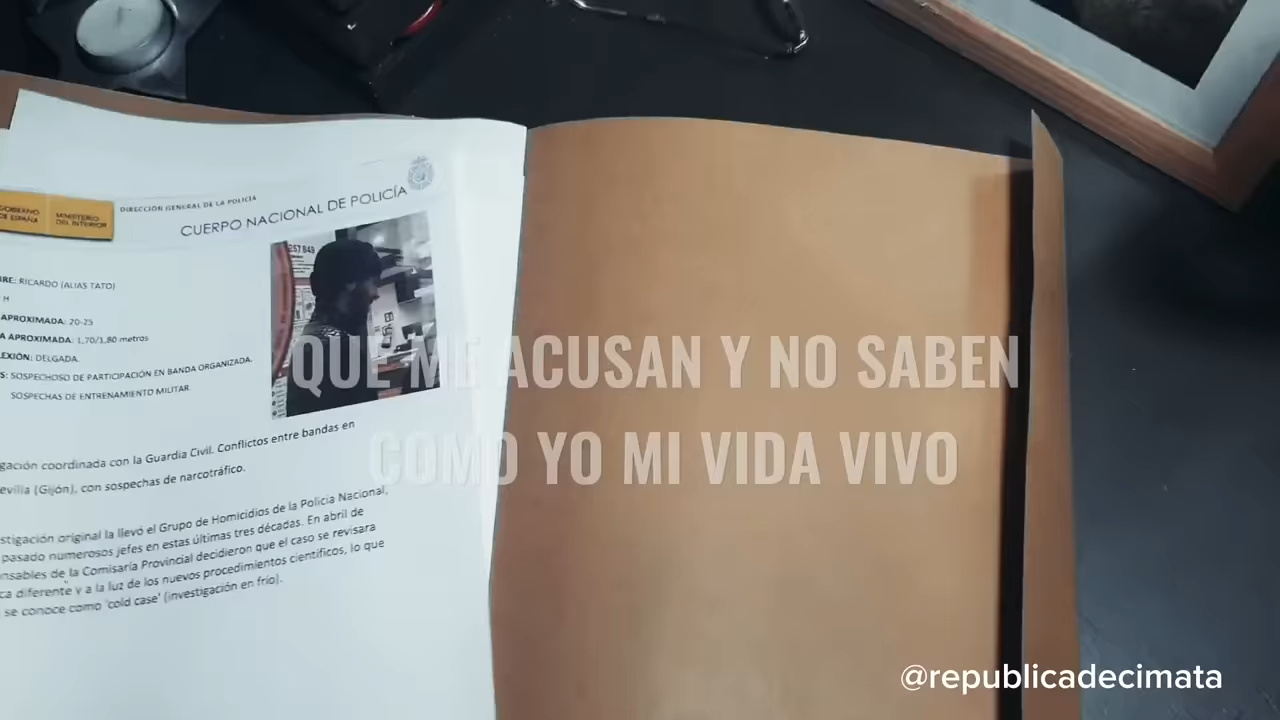 GOBIERNO
DE ESPAÑA
MINISTERIO
DEL INTERIOR
DIRECCIÓN GENERAL DE LA POLICÍA
CUERPO NACIONAL DE POLICÍA
257 849
BRE: RICARDO (ALIAS TATO)
H
APROXIMADA: 20-25
A APROXIMADA: 1,70/1,80 metros.
LEXIÓN: DELGADA.
S: SOSPECHOSO DE PARTICIPACIÓN EN BANDA ORGANIZADA.
SOSPECHAS DE ENTRENAMIENTO MILITAR.
QUE ME ACUSAN Y NO SABEN
COMO YO MI VIDA VIVO
gación coordinada con la Guardia Civil. Conflictos entre bandas en
evilla (Gijón), con sospechas de narcotráfico.
stigación original la llevó el Grupo de Homicidios de la Policia Nacional,
pasado numerosos jefes en estas últimas tres décadas. En abril de
nsables de la Comisaría Provincial decidieron que el caso se revisara
ca diferente y a la luz de los nuevos procedimientos cientificos, lo que
se conoce como 'cold case' (investigación en frío).
@republicadecimata